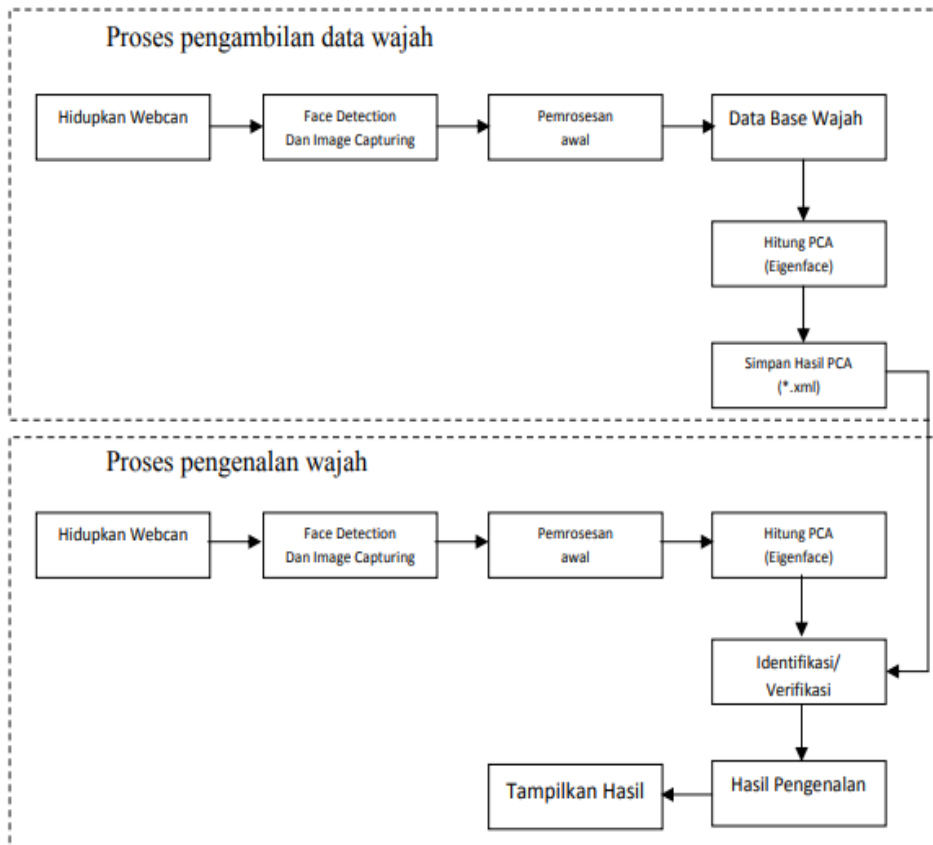 Proses pengambilan data wajah
Hidupkan Webcan
Face Detection
Dan Image Capturing
Pemrosesan
awal
Data Base Wajah
Hitung PCA
(Eigenface)
Simpan Hasil PCA
(*.xml)
Proses pengenalan wajah
Hidupkan Webcan
Face Detection
Dan Image Capturing
Pemrosesan
awal
Hitung PCA
(Eigenface)
Identifikasi/
Verifikasi
Hasil Pengenalan
Tampilkan Hasil